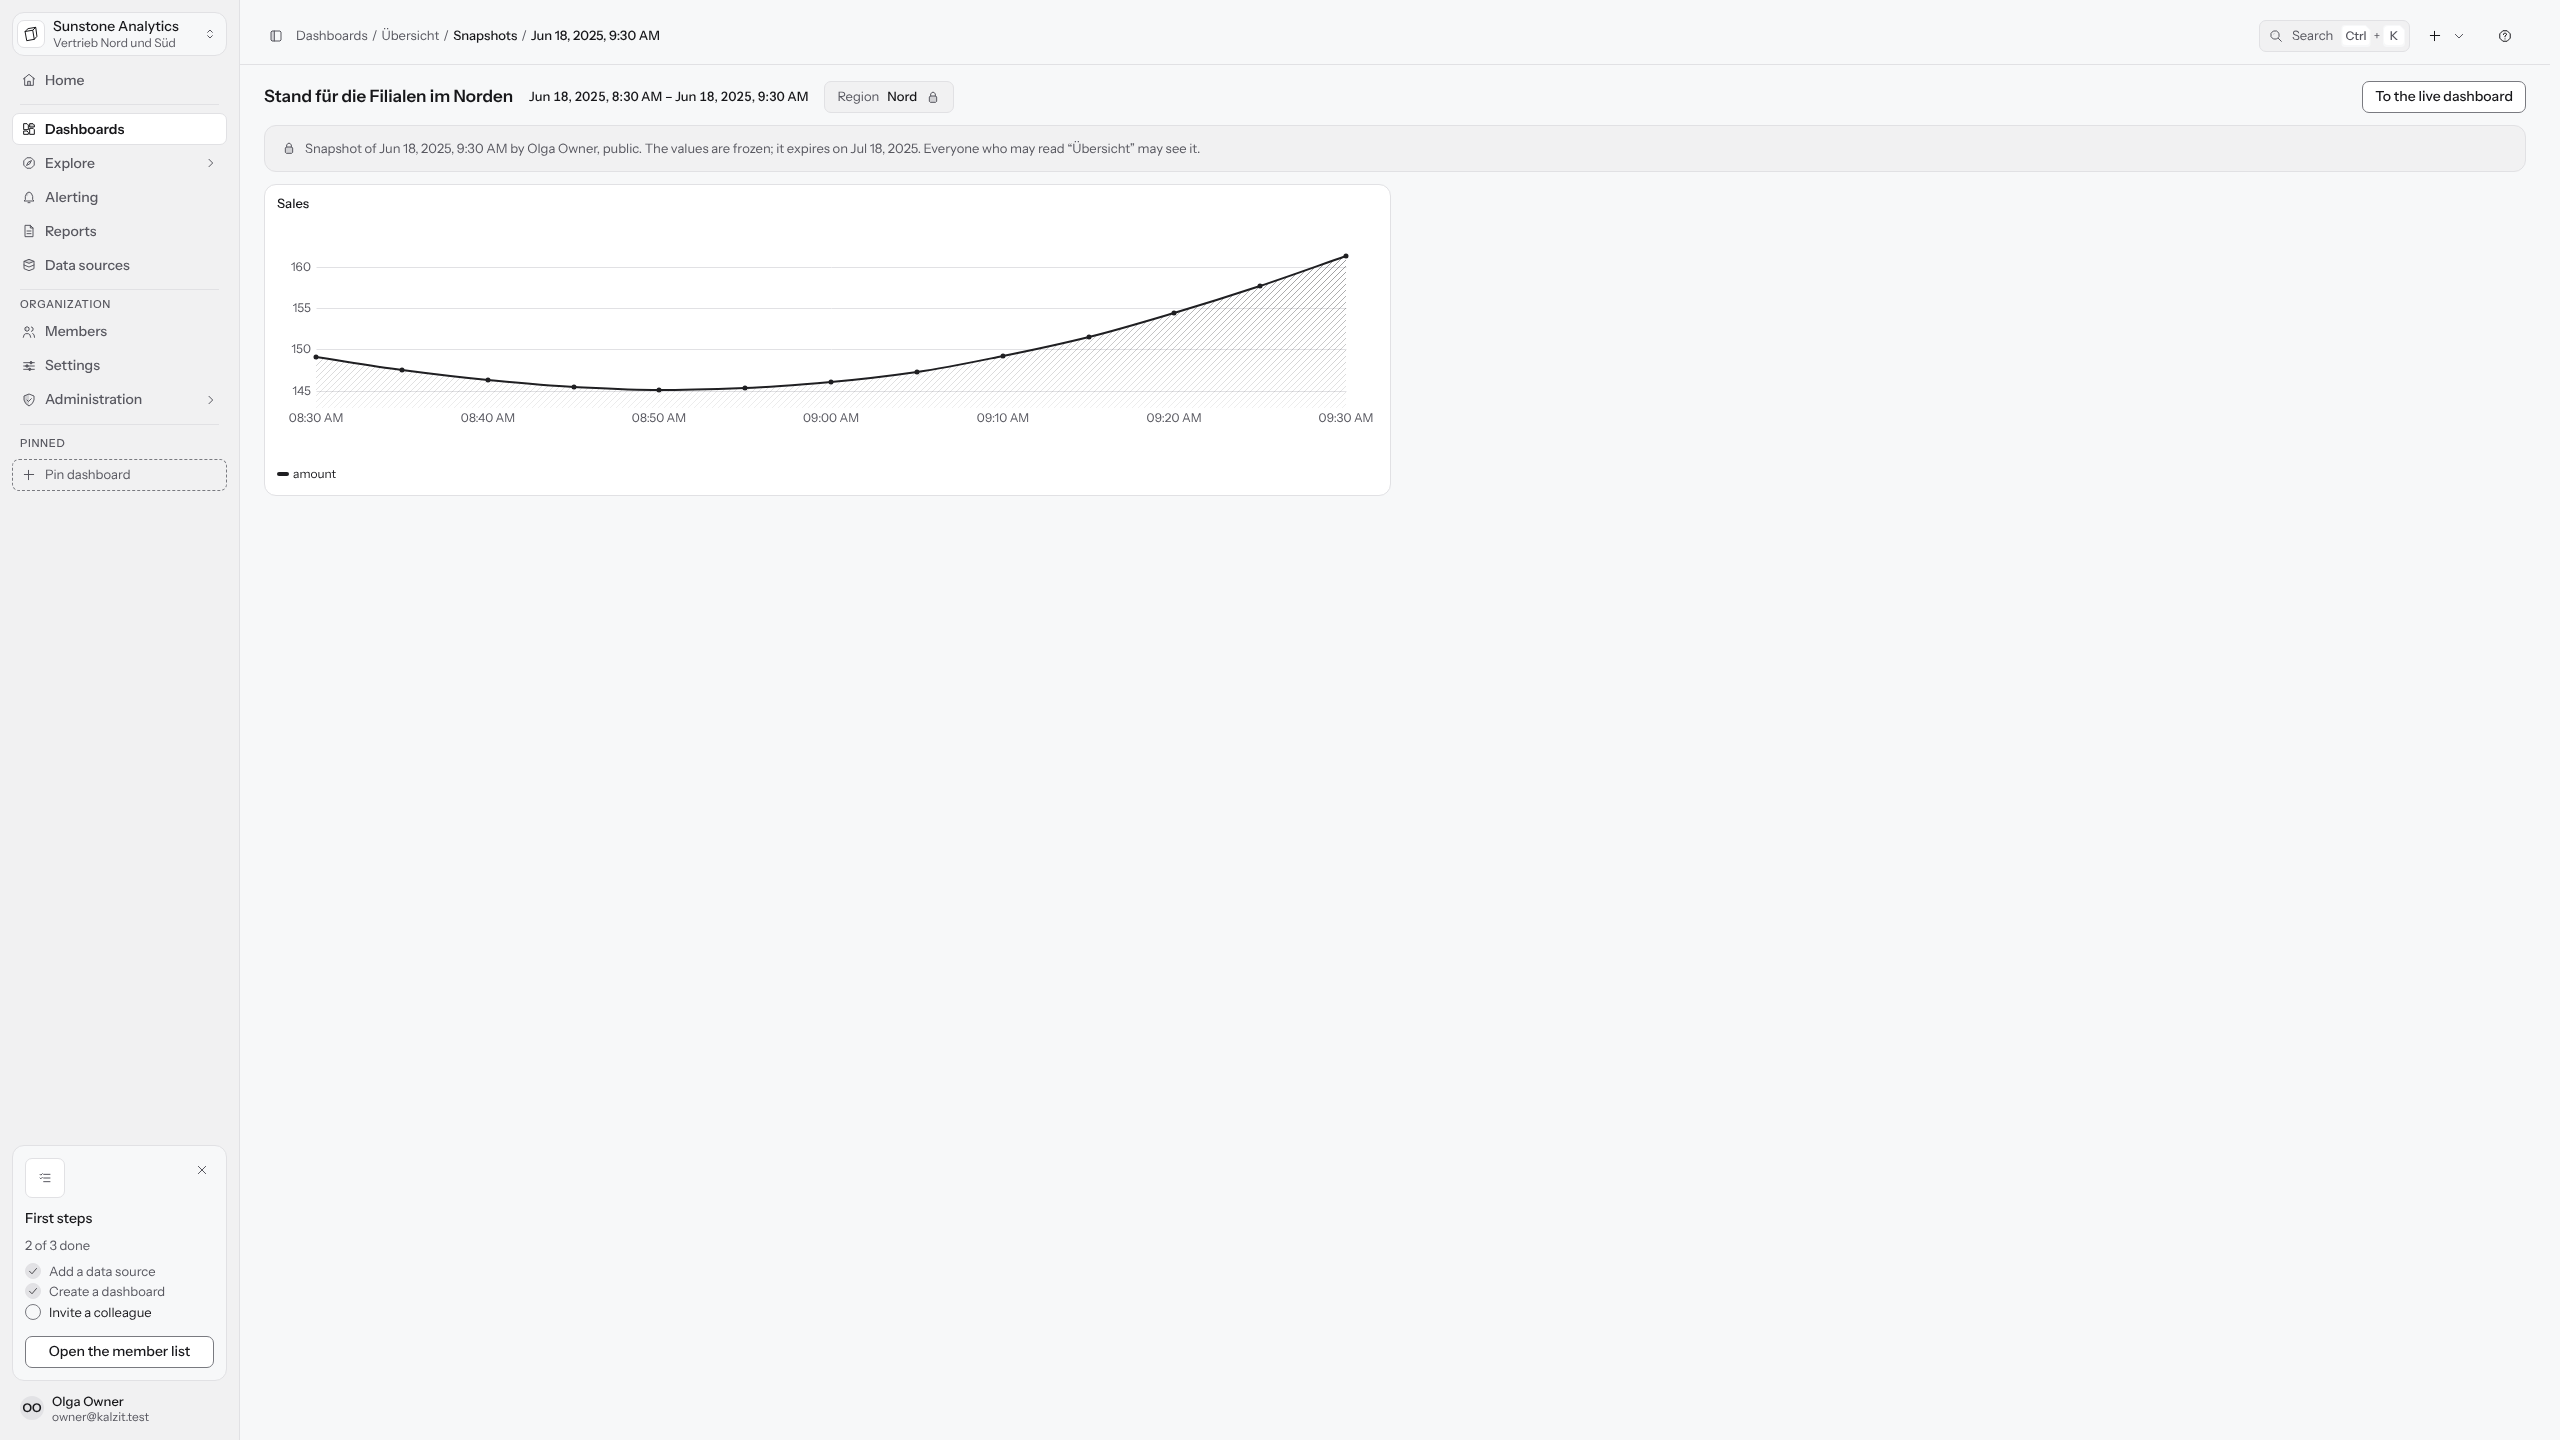 Sunstone Analytics
Vertrieb Nord und Süd
Home
Dashboards
Explore
Alerting
Reports
Data sources
ORGANIZATION
Members
Settings
Administration
PINNED
Pin dashboard
First steps
2 of 3 done
Add a data source
Create a dashboard
Invite a colleague
Open the member list
OO
Olga Owner
owner@kalzit.test
Dashboards / Übersicht / Snapshots / Jun 18, 2025, 9:30 AM
Search Ctrl + K
Stand für die Filialen im Norden Jun 18, 2025, 8:30 AM – Jun 18, 2025, 9:30 AM Region Nord
To the live dashboard
Snapshot of Jun 18, 2025, 9:30 AM by Olga Owner, public. The values are frozen; it expires on Jul 18, 2025. Everyone who may read “Übersicht” may see it.
Sales
160
155
150
145
08:30 AM 08:40 AM 08:50 AM 09:00 AM 09:10 AM 09:20 AM 09:30 AM
amount